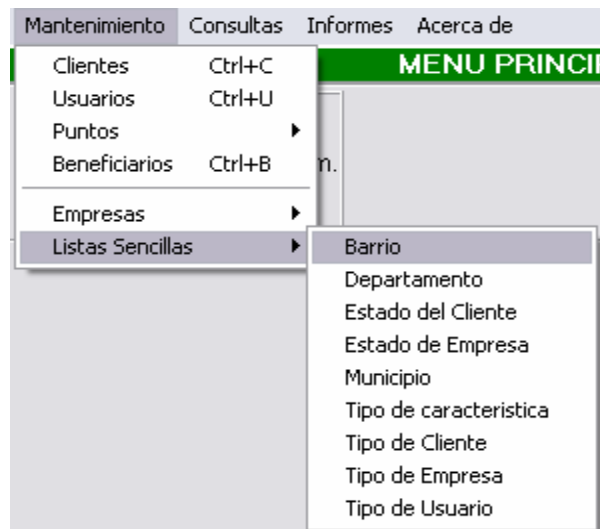 Mantenimiento Consultas Informes Acerca de
MENU
Clientes Ctrl+C
Usuarios Ctrl+U
Puntos
Beneficiarios Ctrl+B
Empresas
Listas Sencillas
Barrio
Departamento
Estado del Cliente
Estado de Empresa
Municipio
Tipo de caracteristica
Tipo de Cliente
Tipo de Empresa
Tipo de Usuario